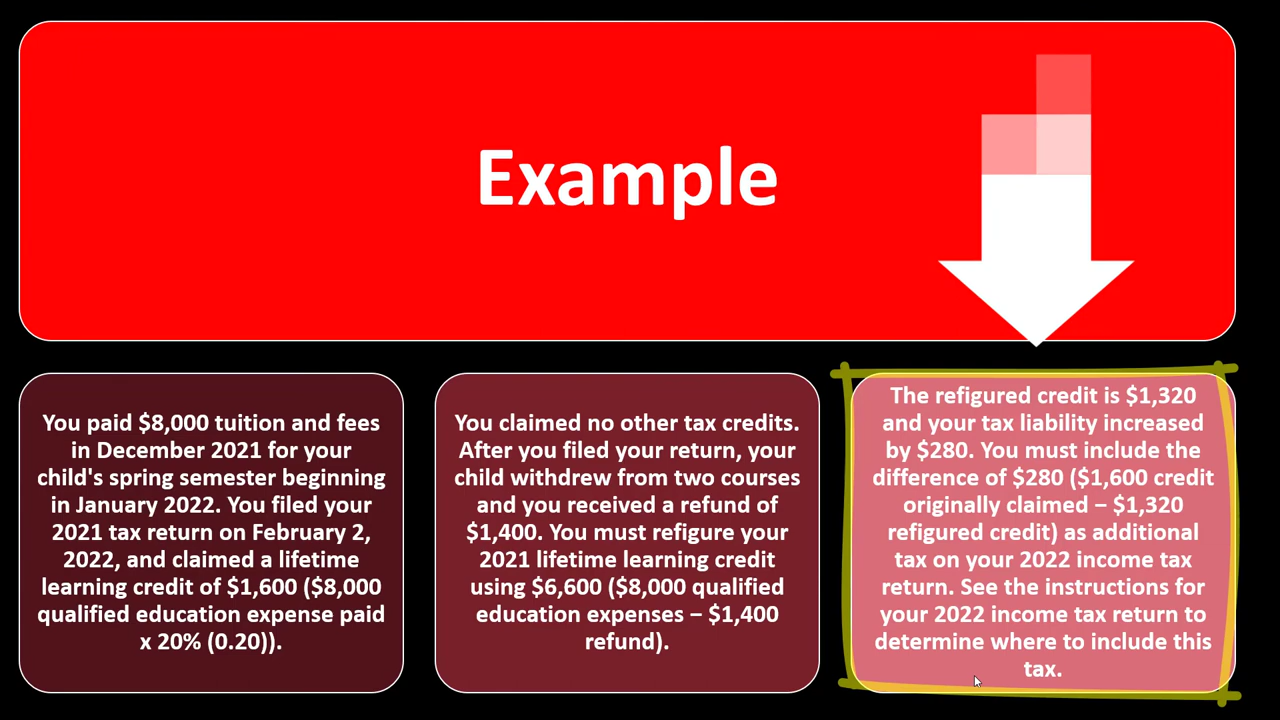 Example
You paid $8,000 tuition and fees
in December 2021 for your
child's spring semester beginning
in January 2022. You filed your
2021 tax return on February 2,
2022, and claimed a lifetime
learning credit of $1,600 ($8,000
qualified education expense paid
x 20% (0.20)).
You claimed no other tax credits.
After you filed your return, your
child withdrew from two courses
and you received a refund of
$1,400. You must refigure your
2021 lifetime learning credit
using $6,600 ($8,000 qualified
education expenses − $1,400
refund).
The refigured credit is $1,320
and your tax liability increased
by $280. You must include the
difference of $280 ($1,600 credit
originally claimed − $1,320
refigured credit) as additional
tax on your 2022 income tax
return. See the instructions for
your 2022 income tax return to
determine where to include this
tax.